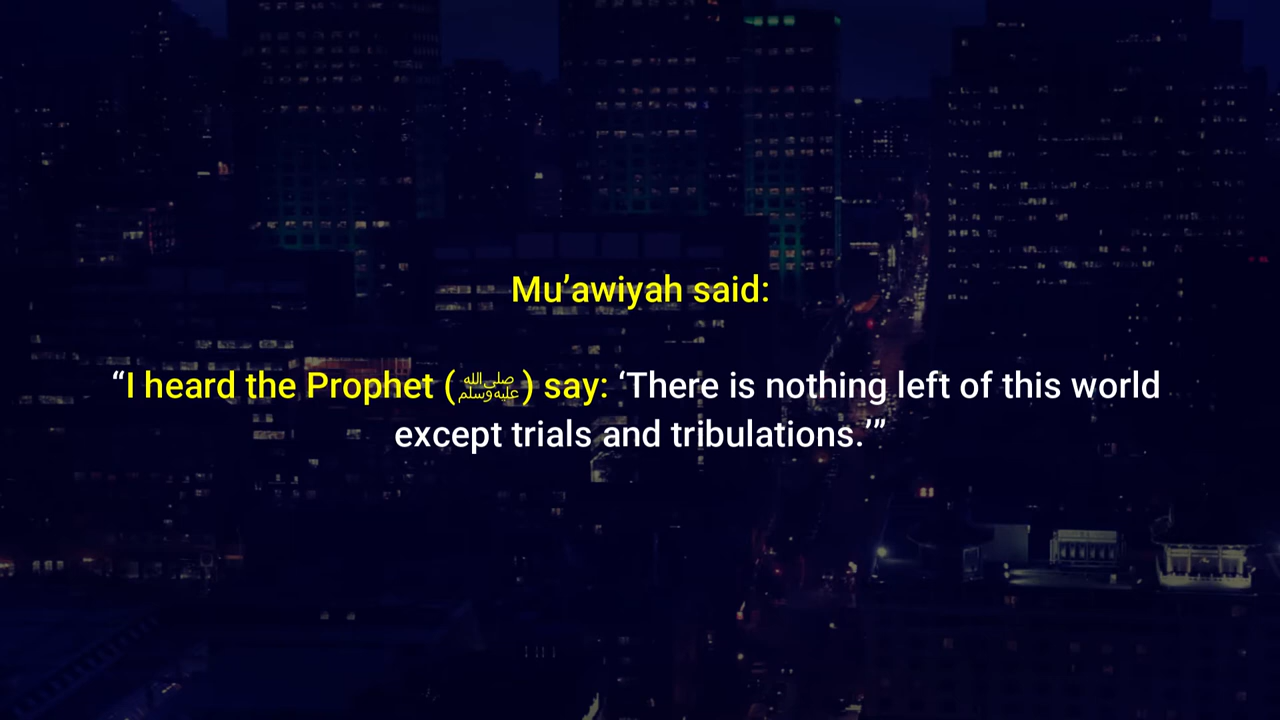 Mu’awiyah said:
“I heard the Prophet (ﷺ) say: ‘There is nothing left of this world
except trials and tribulations.’”